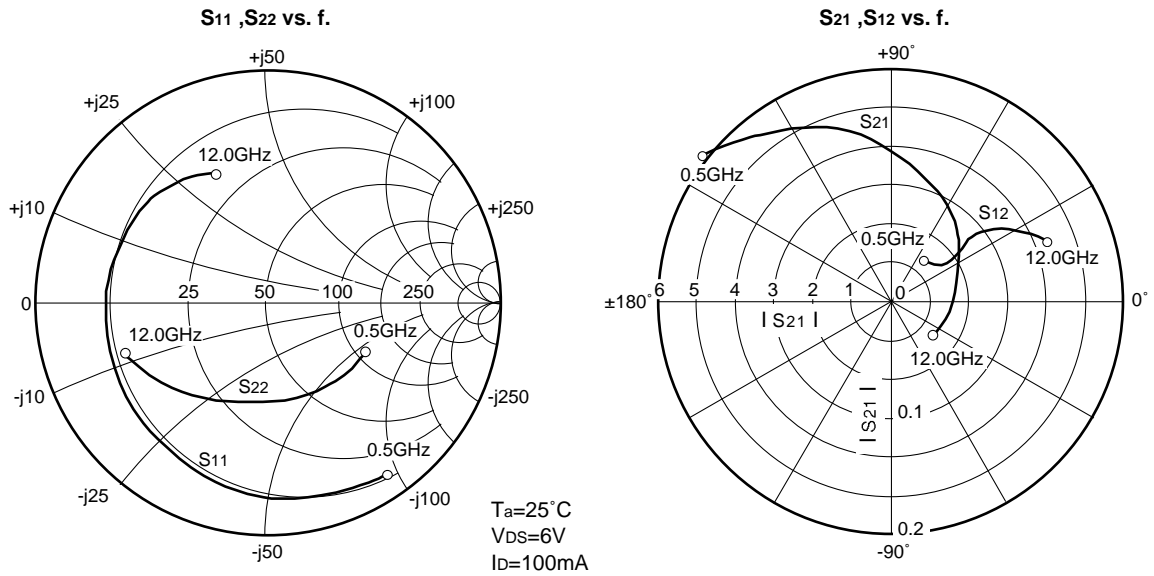 S11 ,S22 vs. f.
+j50
+j25
+j100
12.0GHz
+j10
+j250
0
25
50
100
250
12.0GHz
0.5GHz
S22
-j10
-j250
0.5GHz
S11
-j25
-j100
-j50
Ta=25˚C
VDS=6V
ID=100mA
S21 ,S12 vs. f.
+90˚
S21
0.5GHz
S12
0.5GHz
12.0GHz
±180˚
6
5
4
3
2
1
0
0˚
I S21 I
12.0GHz
I S21 I
0.1
0.2
-90˚